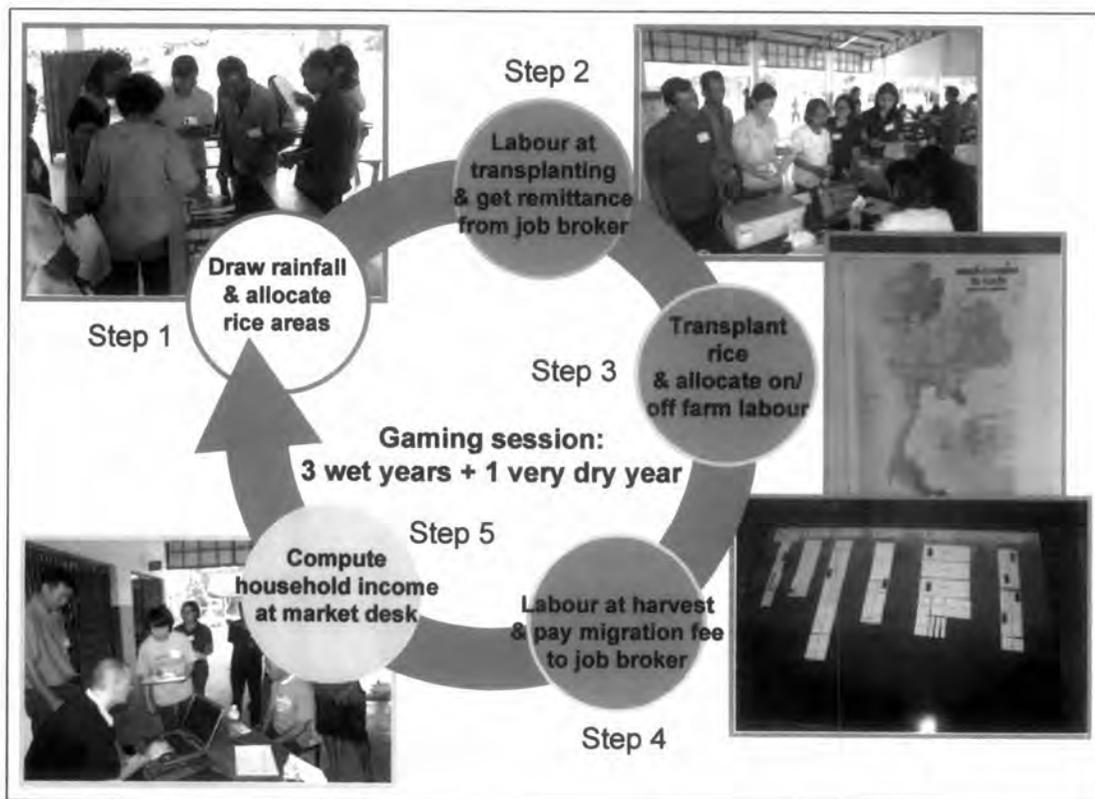 Step 1
Draw rainfall
& allocate
rice areas
Step 2
Labour at
transplanting
& get remittance
from job broker
Step 3
Transplant
rice
& allocate on/
off farm labour
Gaming session:
3 wet years + 1 very dry year
Step 4
Labour at harvest
& pay migration fee
to job broker
Step 5
Compute
household income
at market desk